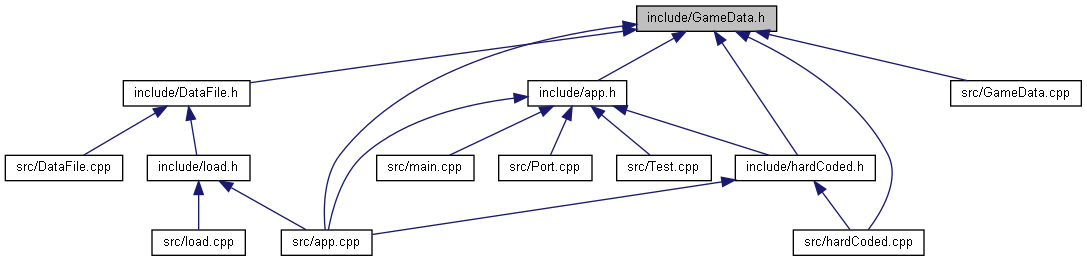 include/GameData.h
include/DataFile.h
include/app.h
src/GameData.cpp
src/DataFile.cpp
include/load.h
src/main.cpp
src/Port.cpp
src/Test.cpp
include/hardCoded.h
src/load.cpp
src/app.cpp
src/hardCoded.cpp